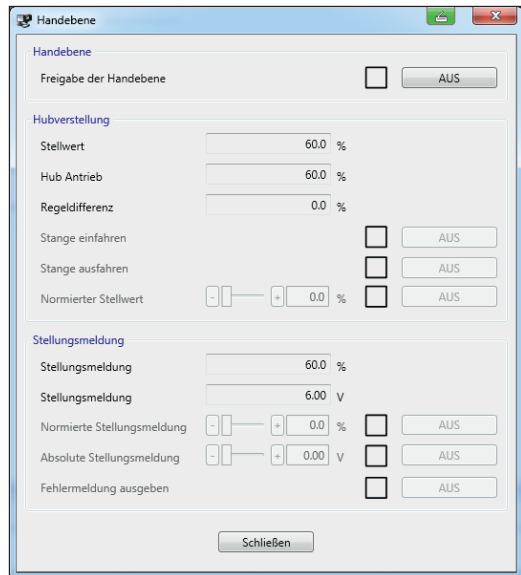 Handebene
Handebene
Freigabe der Handebene AUS
Hubverstellung
Stellwert 60.0 %
Hub Antrieb 60.0 %
Regeldifferenz 0.0 %
Stange einfahren AUS
Stange ausfahren AUS
Normierter Stellwert - + 0.0 % AUS
Stellungsmeldung
Stellungsmeldung 60.0 %
Stellungsmeldung 6.00 V
Normierte Stellungsmeldung - + 0.0 % AUS
Absolute Stellungsmeldung - + 0.00 V AUS
Fehlermeldung ausgeben AUS
Schließen